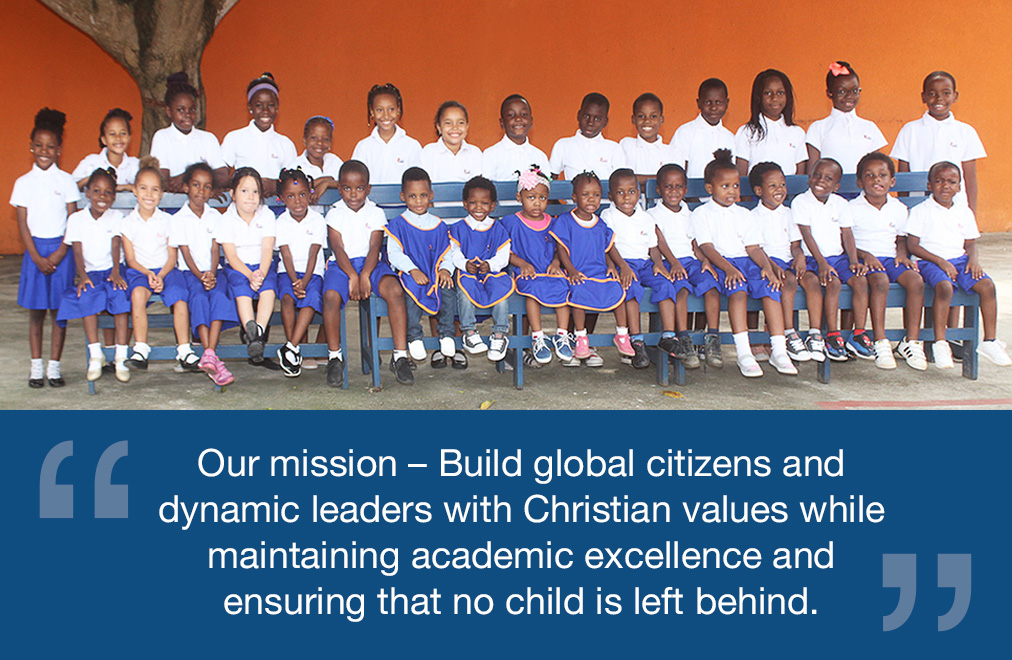 Our mission – Build global citizens and
dynamic leaders with Christian values while
maintaining academic excellence and
ensuring that no child is left behind.